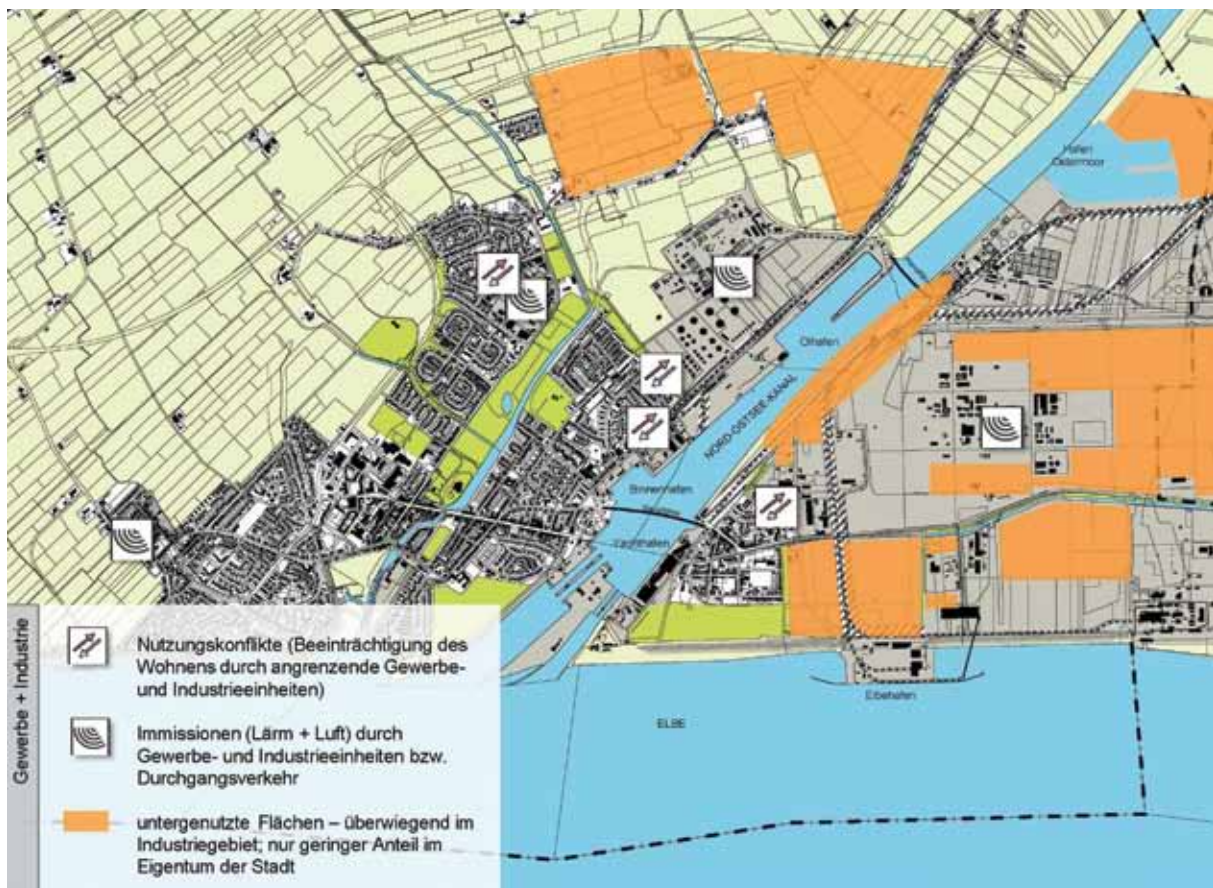 Hafen
Ostermoor
Ölhafen
NORD-OSTSEE-KANAL
Binnenhafen
Yachthafen
Elbehafen
ELBE
Gewerbe + Industrie
Nutzungskonflikte (Beeinträchtigung des
Wohnens durch angrenzende Gewerbe-
und Industrieeinheiten)
Immissionen (Lärm + Luft) durch
Gewerbe- und Industrieeinheiten bzw.
Durchgangsverkehr
untergenutzte Flächen – überwiegend im
Industriegebiet; nur geringer Anteil im
Eigentum der Stadt